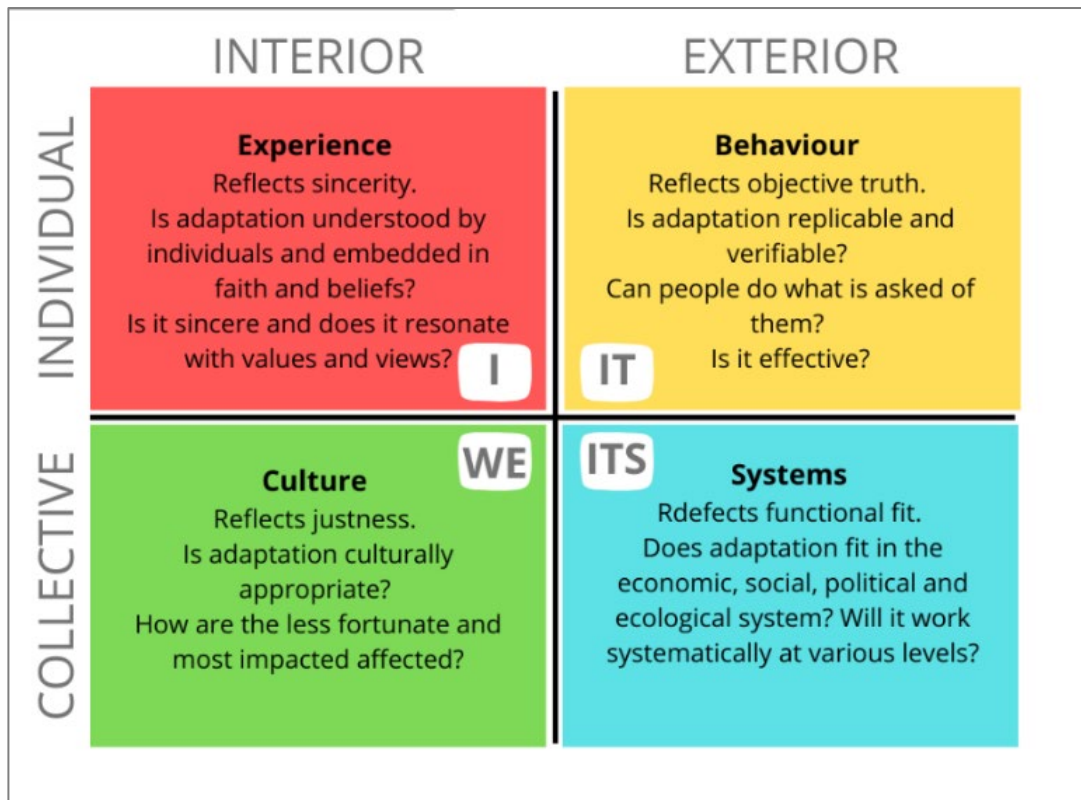 INTERIOR
EXTERIOR
INDIVIDUAL
Experience
Reflects sincerity.
Is adaptation understood by
individuals and embedded in
faith and beliefs?
Is it sincere and does it resonate
with values and views?
I
Behaviour
Reflects objective truth.
Is adaptation replicable and
verifiable?
Can people do what is asked of
them?
Is it effective?
IT
COLLECTIVE
WE
Culture
Reflects justness.
Is adaptation culturally
appropriate?
How are the less fortunate and
most impacted affected?
ITS
Systems
Rdefects functional fit.
Does adaptation fit in the
economic, social, political and
ecological system? Will it work
systematically at various levels?